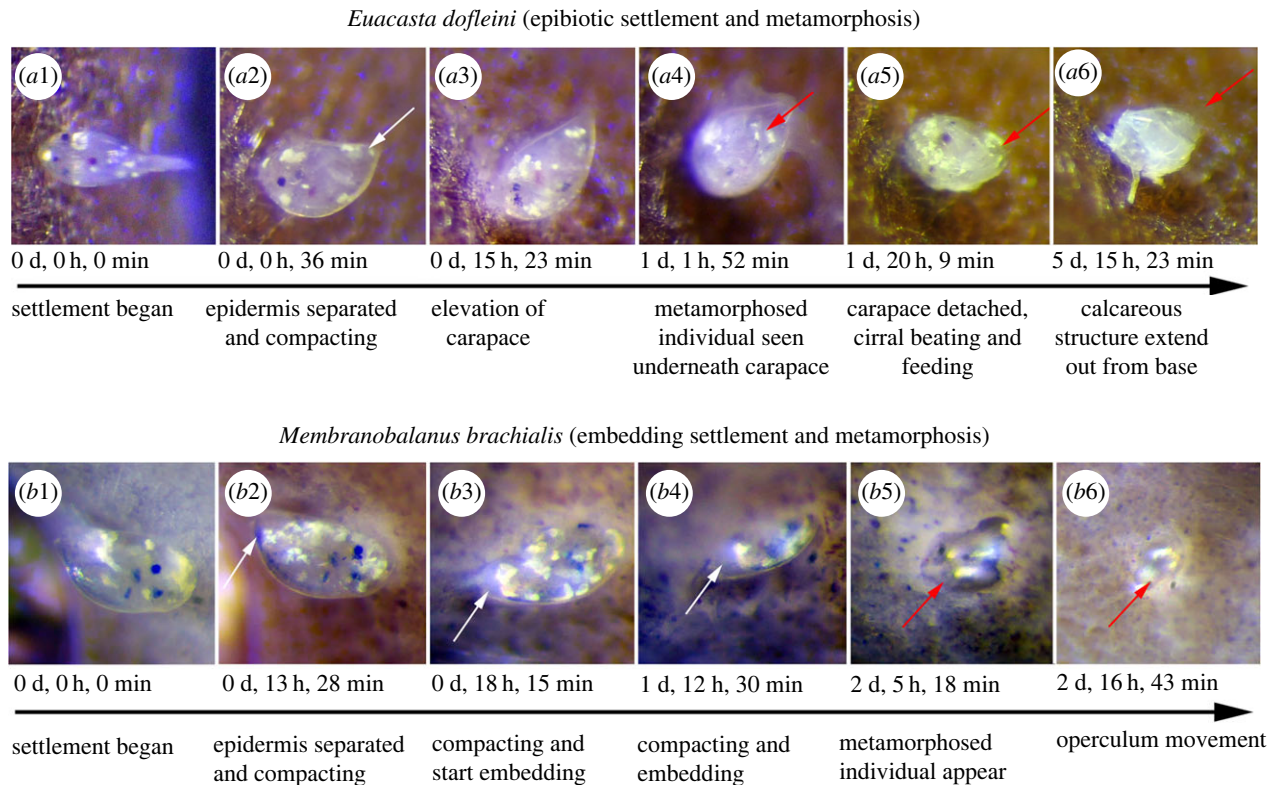 Euacasta dofleini (epibiotic settlement and metamorphosis)
(a1) (a2) (a3) (a4) (a5) (a6)
0 d, 0 h, 0 min 0 d, 0 h, 36 min 0 d, 15 h, 23 min 1 d, 1 h, 52 min 1 d, 20 h, 9 min 5 d, 15 h, 23 min
settlement began
epidermis separated
and compacting
elevation of
carapace
metamorphosed
individual seen
underneath carapace
carapace detached,
cirral beating and
feeding
calcareous
structure extend
out from base
Membranobalanus brachialis (embedding settlement and metamorphosis)
(b1) (b2) (b3) (b4) (b5) (b6)
0 d, 0 h, 0 min 0 d, 13 h, 28 min 0 d, 18 h, 15 min 1 d, 12 h, 30 min 2 d, 5 h, 18 min 2 d, 16 h, 43 min
settlement began
epidermis separated
and compacting
compacting and
start embedding
compacting and
embedding
metamorphosed
individual appear
operculum movement